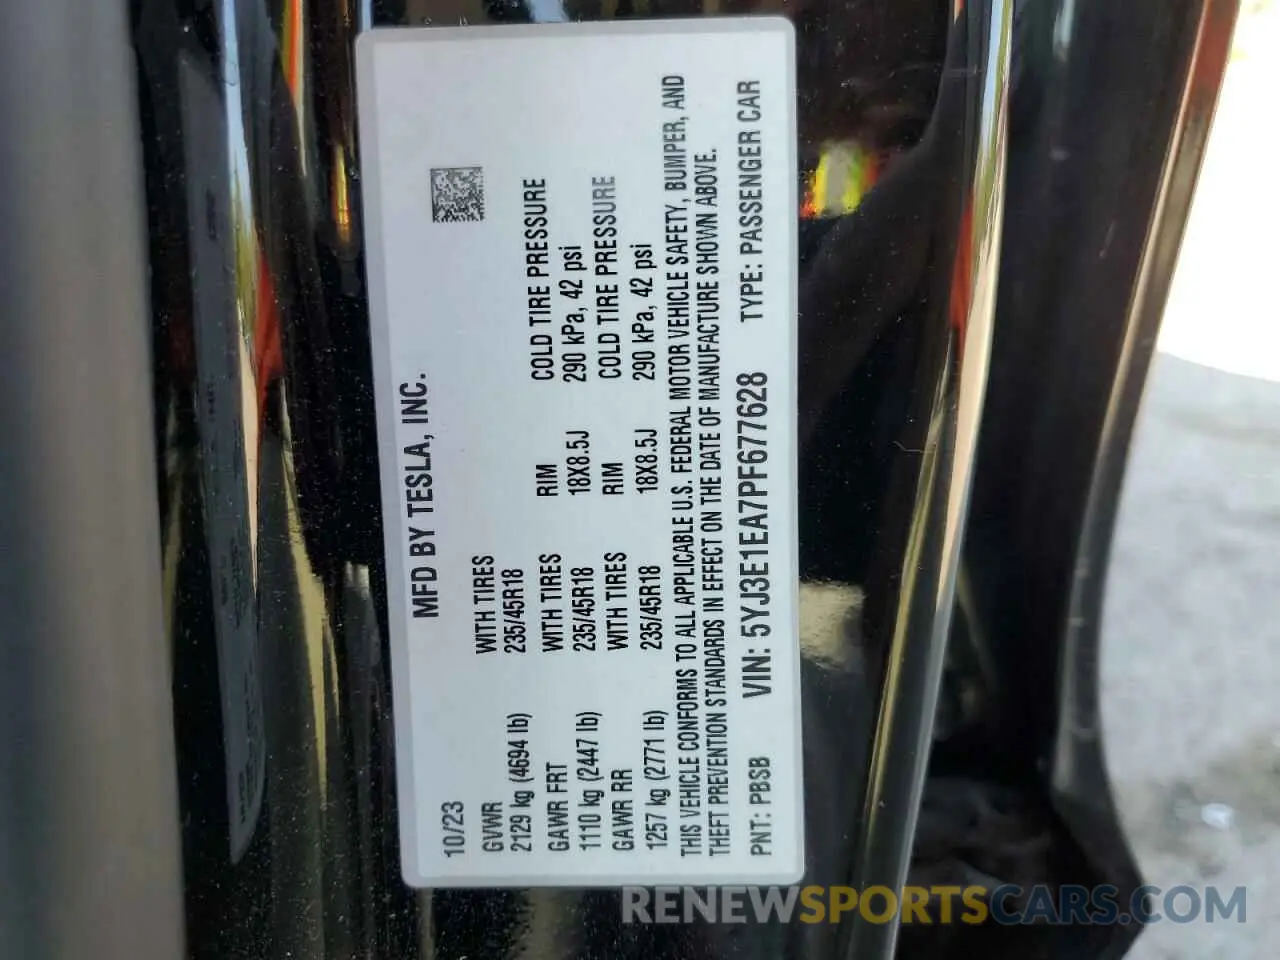 MFD BY TESLA, INC.
10/23
GVWR WITH TIRES RIM COLD TIRE PRESSURE
2129 kg (4694 lb) 235/45R18
GAWR FRT WITH TIRES RIM COLD TIRE PRESSURE
1110 kg (2447 lb) 235/45R18 18X8.5J 290 kPa, 42 psi
GAWR RR WITH TIRES RIM COLD TIRE PRESSURE
1257 kg (2771 lb) 235/45R18 18X8.5J 290 kPa, 42 psi
THIS VEHICLE CONFORMS TO ALL APPLICABLE U.S. FEDERAL MOTOR VEHICLE SAFETY, BUMPER, AND
THEFT PREVENTION STANDARDS IN EFFECT ON THE DATE OF MANUFACTURE SHOWN ABOVE.
PNT: PBSB VIN: 5YJ3E1EA7PF677628 TYPE: PASSENGER CAR
RENEWSPORTSCARS.COM